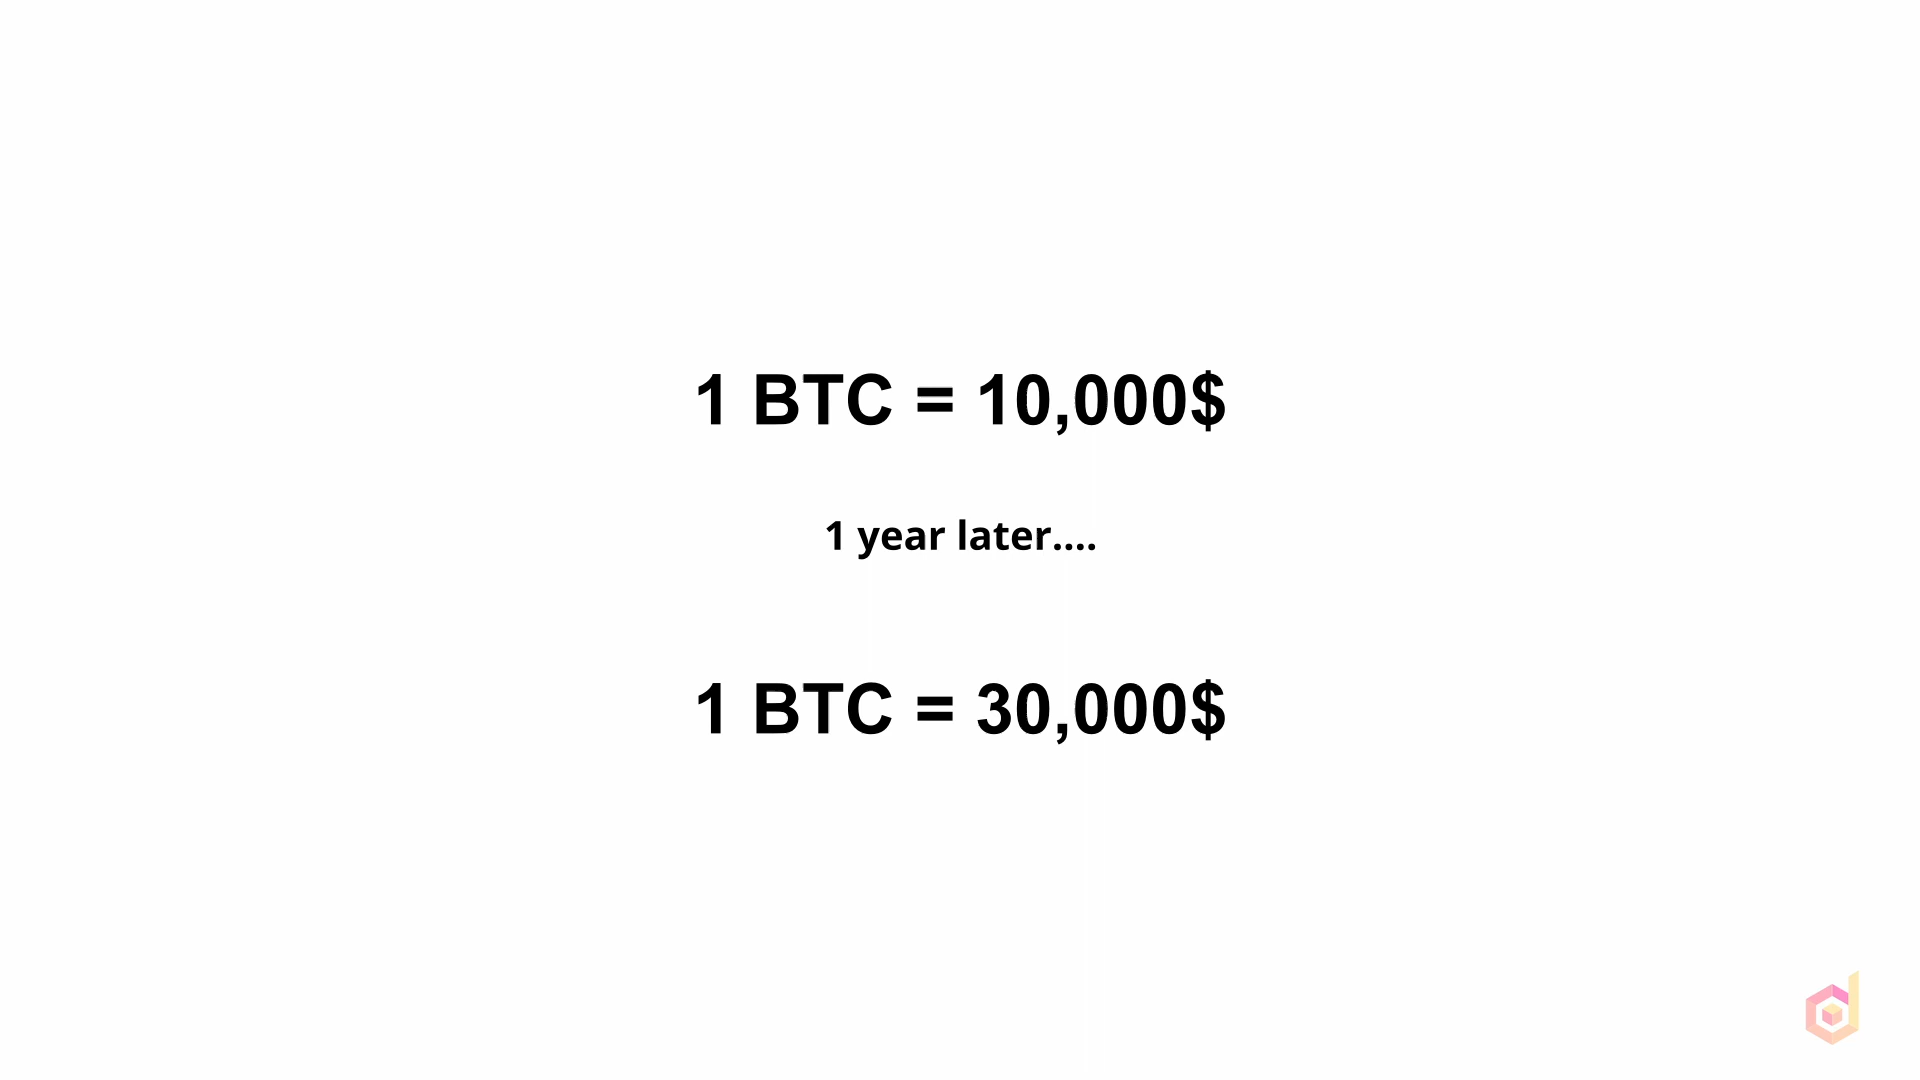 1 BTC = 10,000$
1 year later....
1 BTC = 30,000$